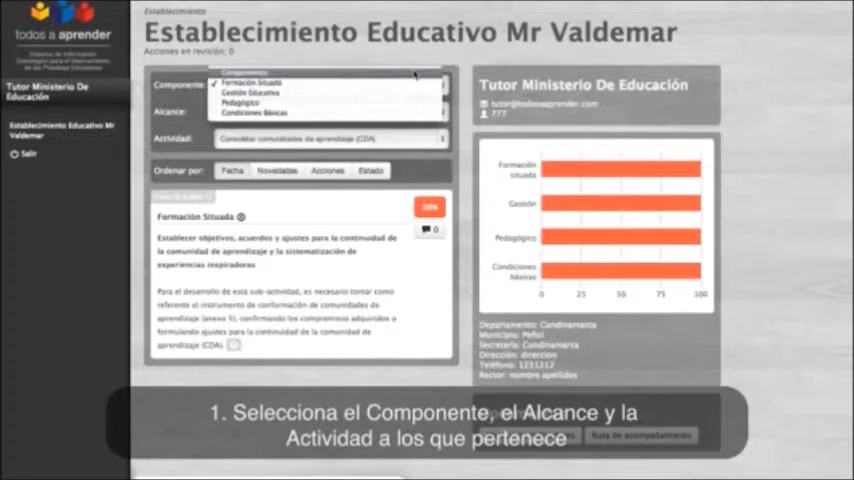 todos a aprender
Sistema de Información
Estratégico para el Mejoramiento
de las Prácticas Educativas
Tutor Ministerio De
Educación
Establecimiento Educativo Mr
Valdemar
Salir
Establecimiento
Establecimiento Educativo Mr Valdemar
Acciones en revisión: 0
Componente:
Componentes
✓ Formación Situada
Gestión Educativa
Pedagógico
Condiciones Básicas
Alcance:
Actividad:
Consolidar comunidades de aprendizaje (CDA)
Ordenar por:
Fecha
Novedades
Acciones
Estado
Formación Situada
50%
0
Establecer objetivos, acuerdos y ajustes para la continuidad de
la comunidad de aprendizaje y la sistematización de
experiencias inspiradoras
Para el desarrollo de esta sub-actividad, es necesario tomar como
referente el instrumento de conformación de comunidades de
aprendizaje (anexo 5), confirmando los compromisos adquiridos o
formulando ajustes para la continuidad de la comunidad de
aprendizaje (CDA).
Tutor Ministerio de Educación
tutor@todosaaprender.com
777
Formación
situada
Gestión
Pedagógico
Condiciones
básicas
0 25 50 75 100
Departamento: Cundinamarca
Municipio: Peñol
Secretaría: Cundinamarca
Dirección: direccion
Teléfono: 1231212
Rector: nombre apellidos
Ruta de acompañamiento
1. Selecciona el Componente, el Alcance y la
Actividad a los que pertenece